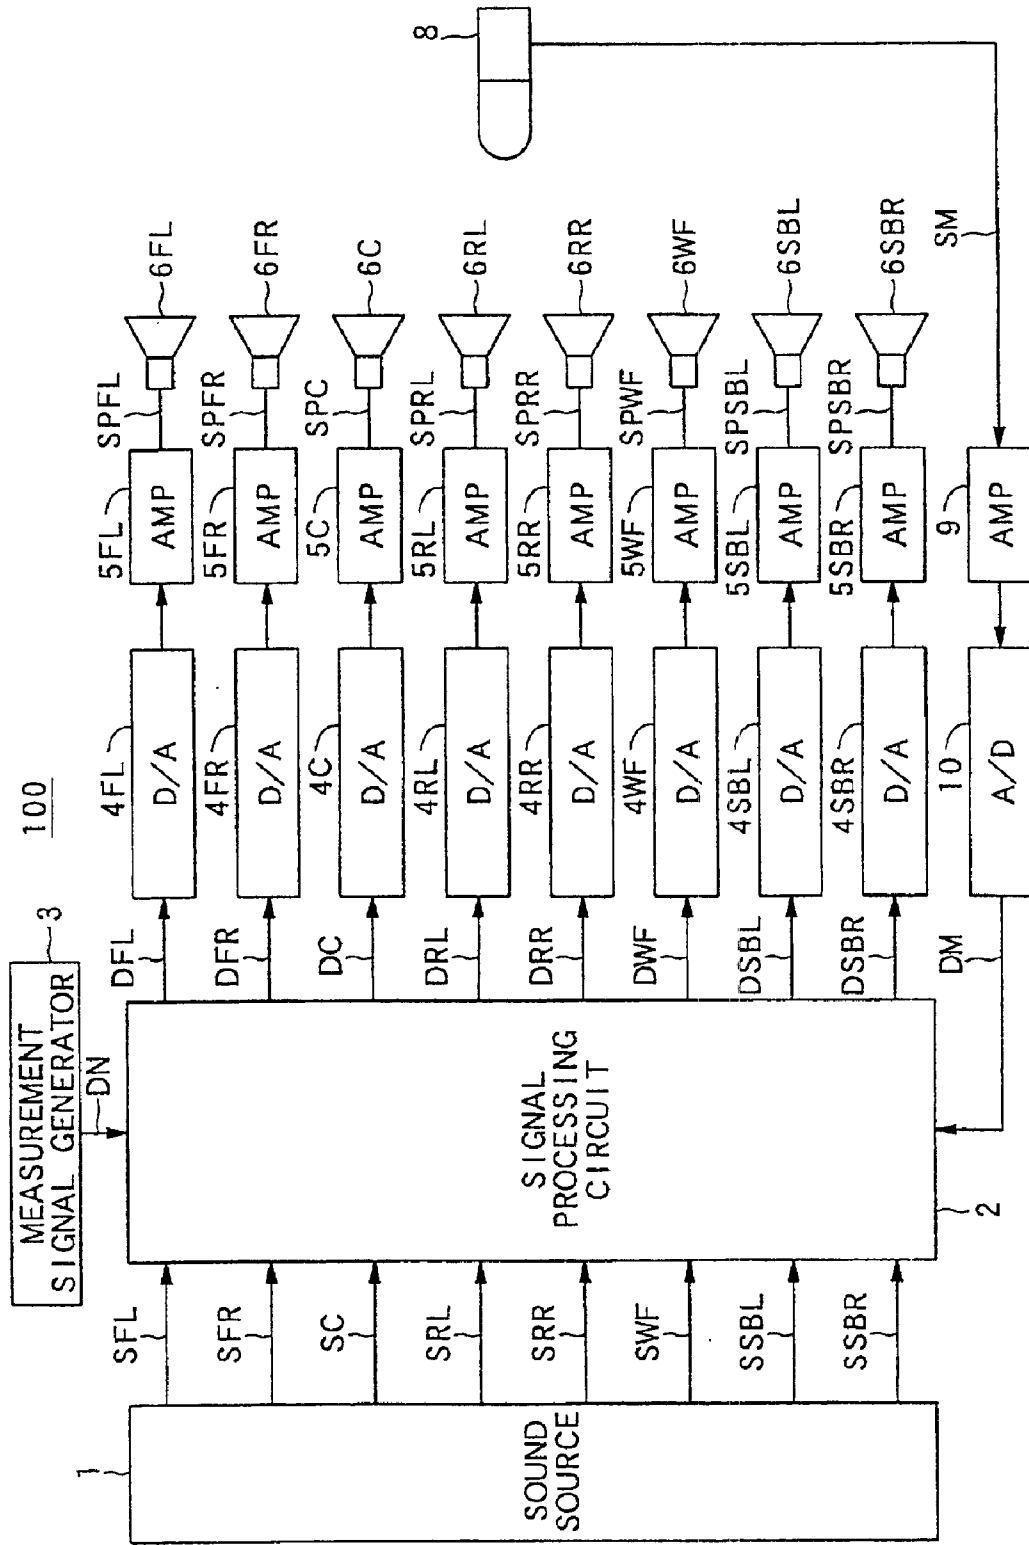 100
MEASUREMENT
SIGNAL GENERATOR
3
DN
1
SOUND
SOURCE
SFL
SFR
SC
SRL
SRR
SWF
SSBL
SSBR
SIGNAL
PROCESSING
CIRCUIT
2
DFL
DFR
DC
DRL
DRR
DWF
DSBL
DSBR
DM
4FL
D/A
4FR
D/A
4C
D/A
4RL
D/A
4RR
D/A
4WF
D/A
4SBL
D/A
4SBR
D/A
10
A/D
5FL
AMP
5FR
AMP
5C
AMP
5RL
AMP
5RR
AMP
5WF
AMP
5SBL
AMP
5SBR
AMP
9
AMP
SPFL
SPFR
SPC
SPRL
SPRR
SPWF
SPSBL
SPSBR
6FL
6FR
6C
6RL
6RR
6WF
6SBL
6SBR
SM
8